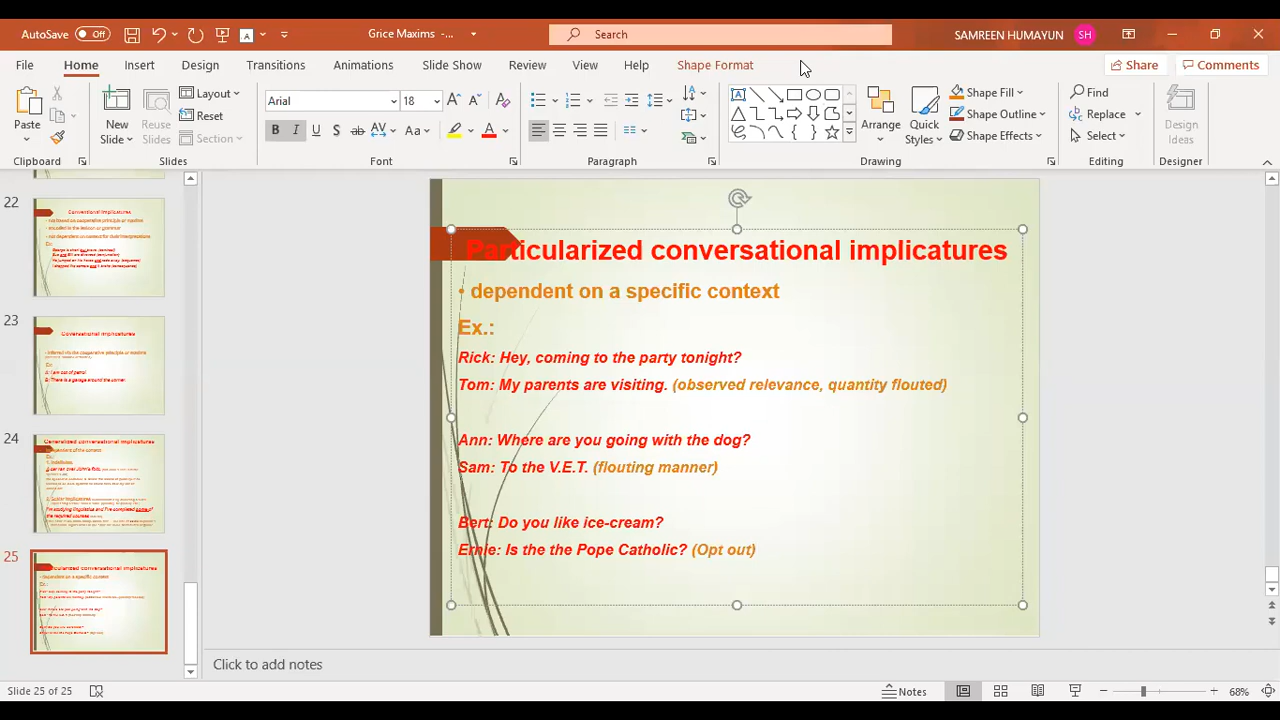 AutoSave Off Grice Maxims -... Search SAMREEN HUMAYUN SH
File Home Insert Design Transitions Animations Slide Show Review View Help Shape Format Share Comments
Paste New Slide Layout Reset Section Arial 18 Arrange Quick Styles Shape Fill Shape Outline Shape Effects Find Replace Select Design Ideas
Clipboard Slides Font Paragraph Drawing Editing Designer
22
Conventional implicatures
23
24
Generalized conversational implicatures
25
Particularized conversational implicatures
• dependent on a specific context
Ex.:
Rick: Hey, coming to the party tonight?
Tom: My parents are visiting. (observed relevance, quantity flouted)
Ann: Where are you going with the dog?
Sam: To the V.E.T. (flouting manner)
Bert: Do you like ice-cream?
Ernie: Is the the Pope Catholic? (Opt out)
Click to add notes
Slide 25 of 25 Notes 68%